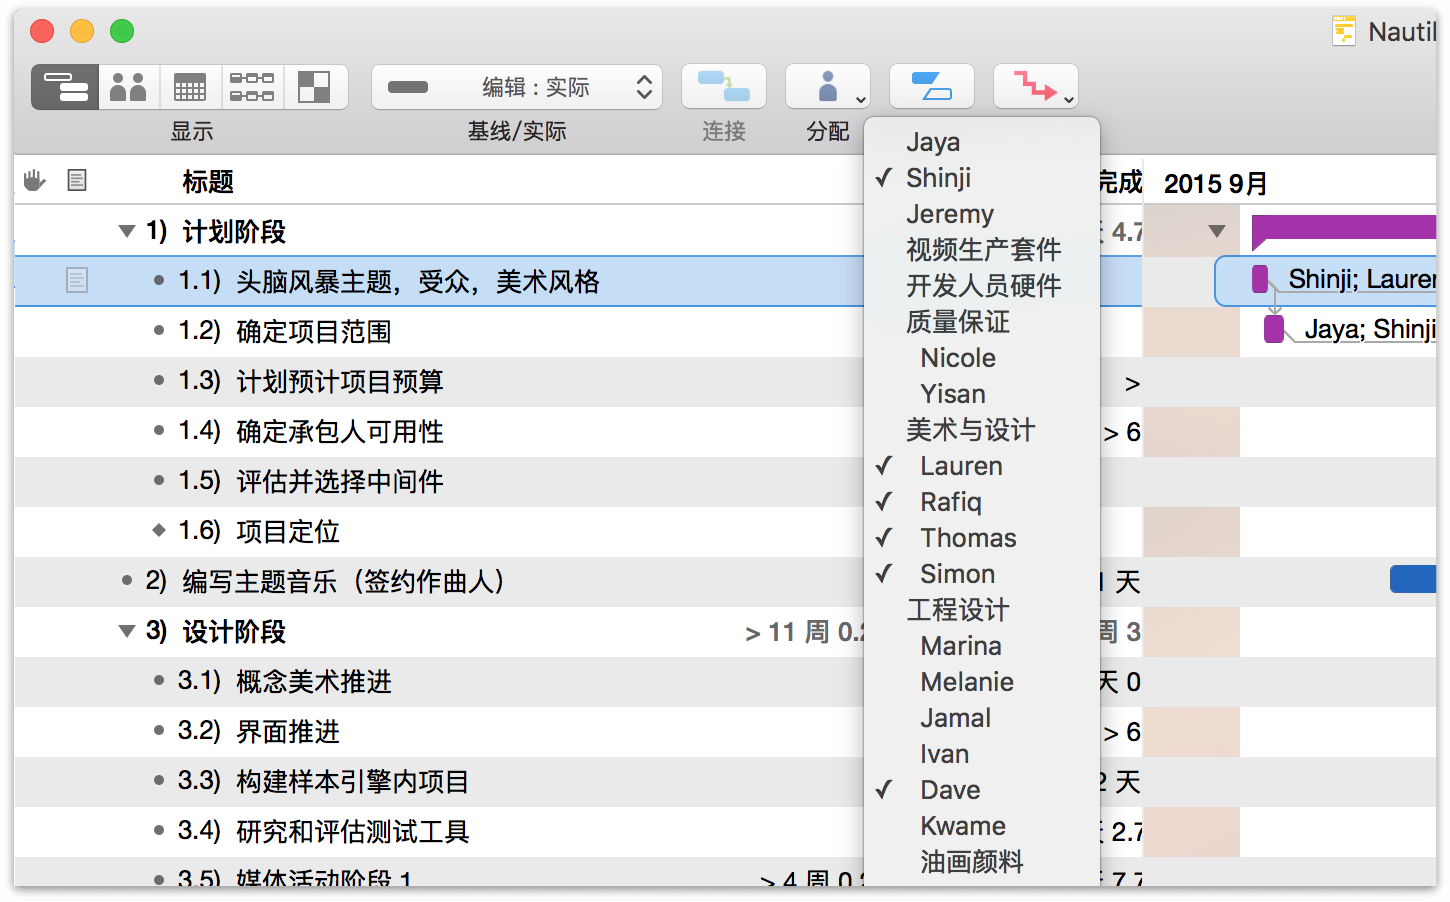 Nautil
编辑：实际
显示
基线/实际
连接
分配
标题
完成
2015 9月
1) 计划阶段
4.7
1.1) 头脑风暴主题，受众，美术风格
Shinji; Lauren
1.2) 确定项目范围
Jaya; Shinji
1.3) 计划预计项目预算
>
1.4) 确定承包人可用性
> 6
1.5) 评估并选择中间件
1.6) 项目定位
2) 编写主题音乐（签约作曲人）
天
3) 设计阶段
> 11 周 0.2
周 3
3.1) 概念美术推进
天 0
3.2) 界面推进
> 6
3.3) 构建样本引擎内项目
2 天
3.4) 研究和评估测试工具
2.7
3.5) 媒体活动阶段 1
> 4 周 0.2
天 7.7
Jaya
✓ Shinji
Jeremy
视频生产套件
开发人员硬件
质量保证
Nicole
Yisan
美术与设计
✓ Lauren
✓ Rafiq
✓ Thomas
✓ Simon
工程设计
Marina
Melanie
Jamal
Ivan
✓ Dave
Kwame
油画颜料